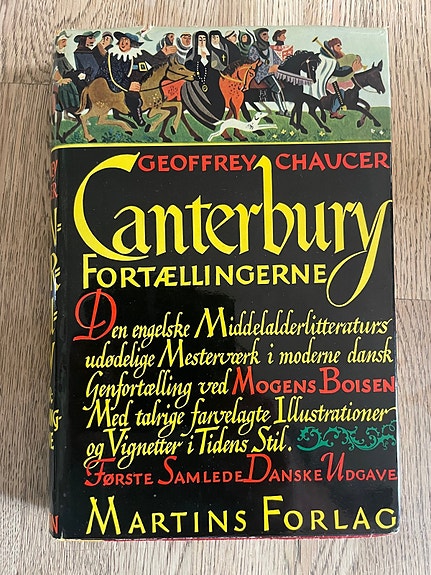 GEOFFREY CHAUCER
Canterbury
FORTÆLLINGERNE
Den engelske Middelalderlitteraturs
udødelige Mesterværk i moderne dansk
Genfortælling ved MOGENS BOISEN
Med talrige farvelagte Illustrationer
og Vignetter i Tidens Stil.
FØRSTE SAMLEDE DANSKE UDGAVE
MARTINS FORLAG